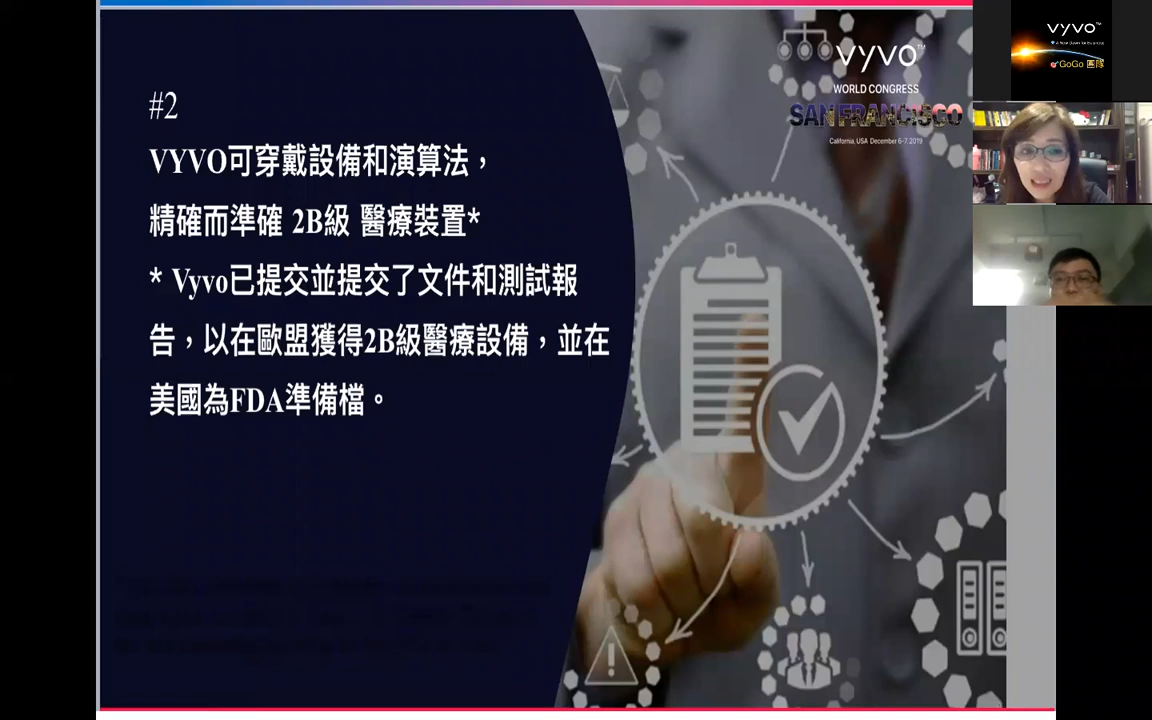 #2
VYVO可穿戴設備和演算法，
精確而準確 2B級 醫療裝置*
* Vyvo已提交並提交了文件和測試報
告，以在歐盟獲得2B級醫療設備，並在
美國為FDA準備檔。
vyvo™
WORLD CONGRESS
SAN FRANCISCO
California, USA December 6-7, 2019
vyvo™
GoGo 團隊